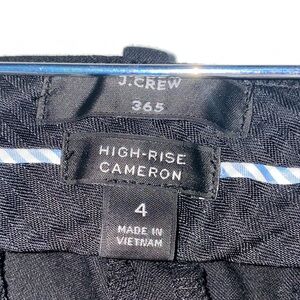 J.CREW
365
HIGH-RISE
CAMERON
4
MADE IN
VIETNAM